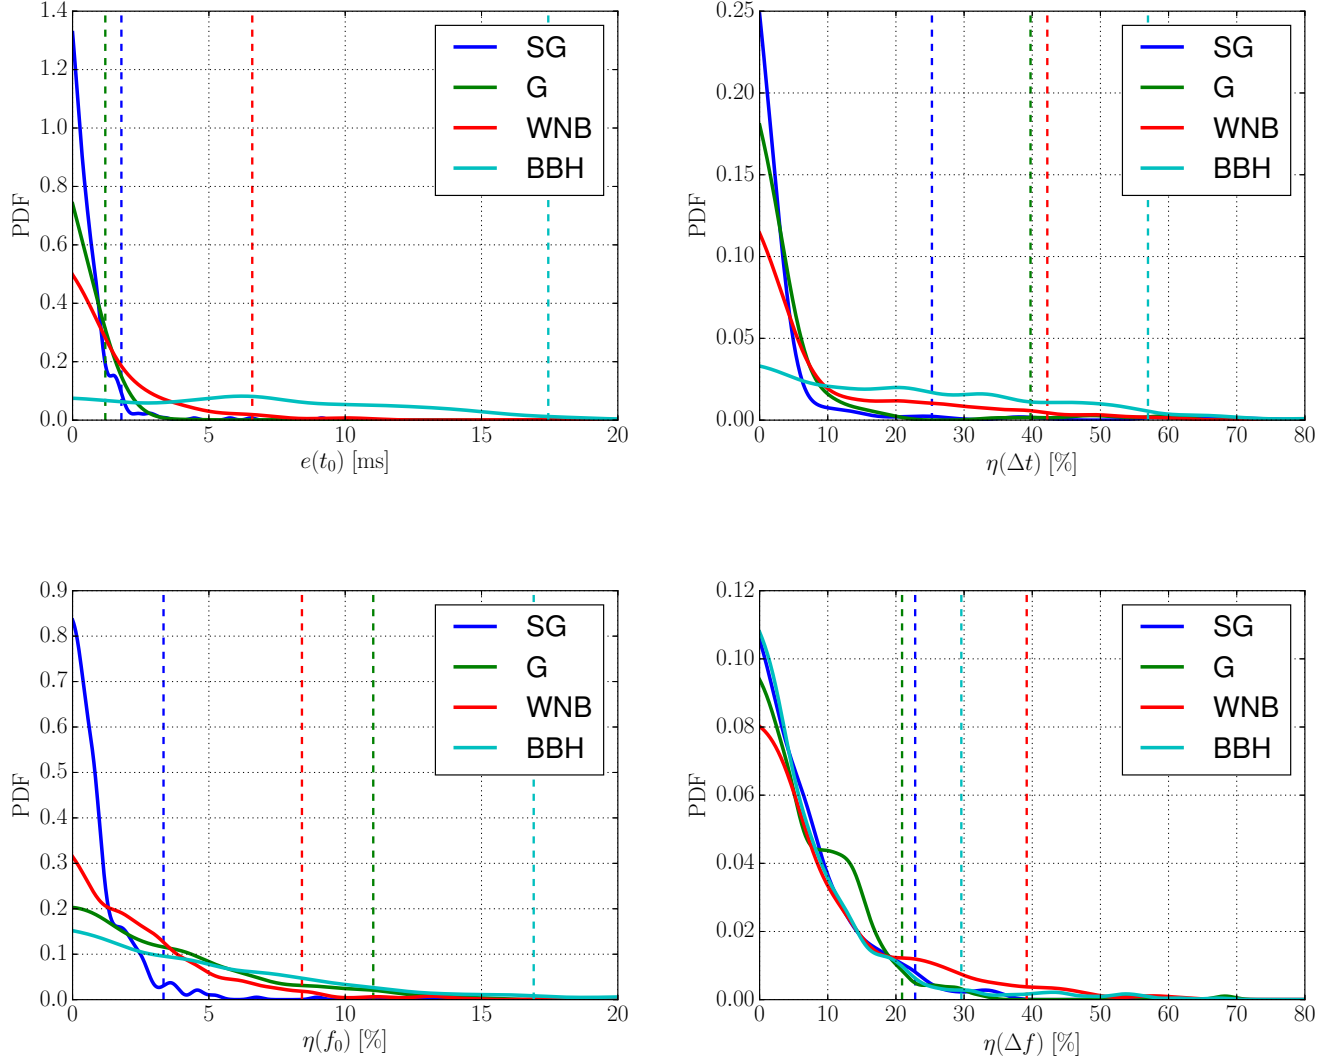 1.4
1.2
1.0
0.8
0.6
0.4
0.2
0.0
PDF
0 5 10 15 20
e(t₀) [ms]
SG
G
WNB
BBH
0.25
0.20
0.15
0.10
0.05
0.00
PDF
0 10 20 30 40 50 60 70 80
η(Δt) [%]
SG
G
WNB
BBH
0.9
0.8
0.7
0.6
0.5
0.4
0.3
0.2
0.1
0.0
PDF
0 5 10 15 20
η(f₀) [%]
SG
G
WNB
BBH
0.12
0.10
0.08
0.06
0.04
0.02
0.00
PDF
0 10 20 30 40 50 60 70 80
η(Δf) [%]
SG
G
WNB
BBH